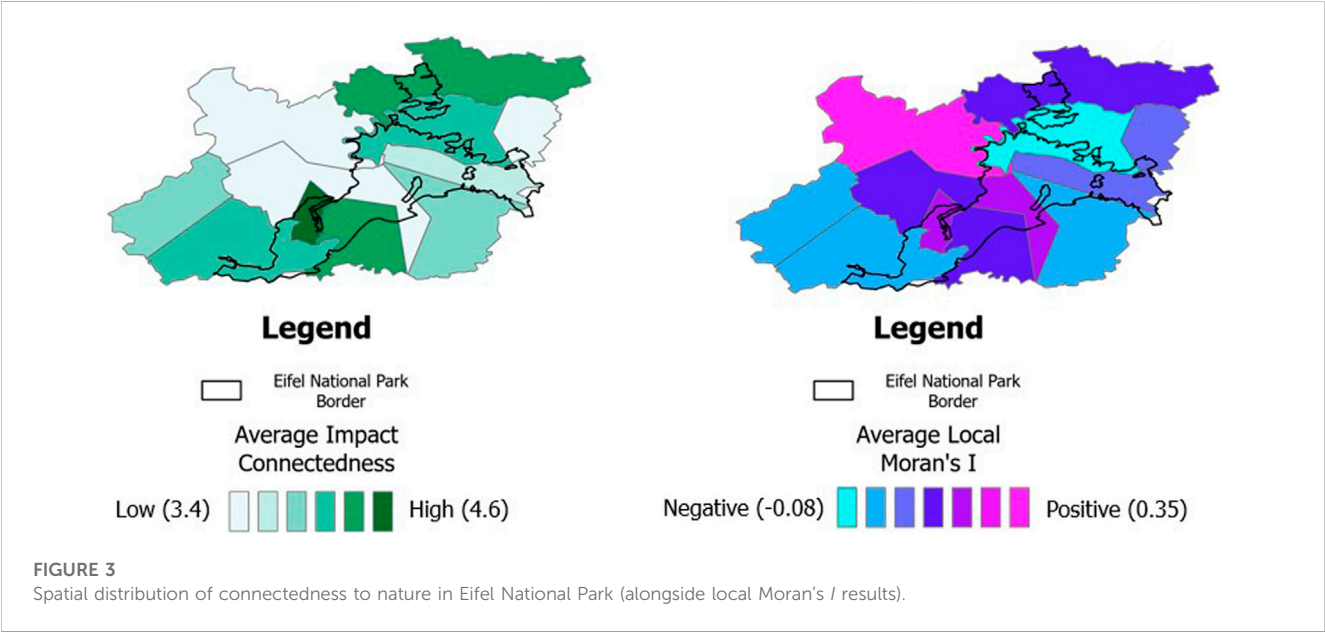 Legend
Eifel National Park
Border
Average Impact
Connectedness
Low (3.4) High (4.6)
Legend
Eifel National Park
Border
Average Local
Moran's I
Negative (-0.08) Positive (0.35)
FIGURE 3
Spatial distribution of connectedness to nature in Eifel National Park (alongside local Moran’s I results).